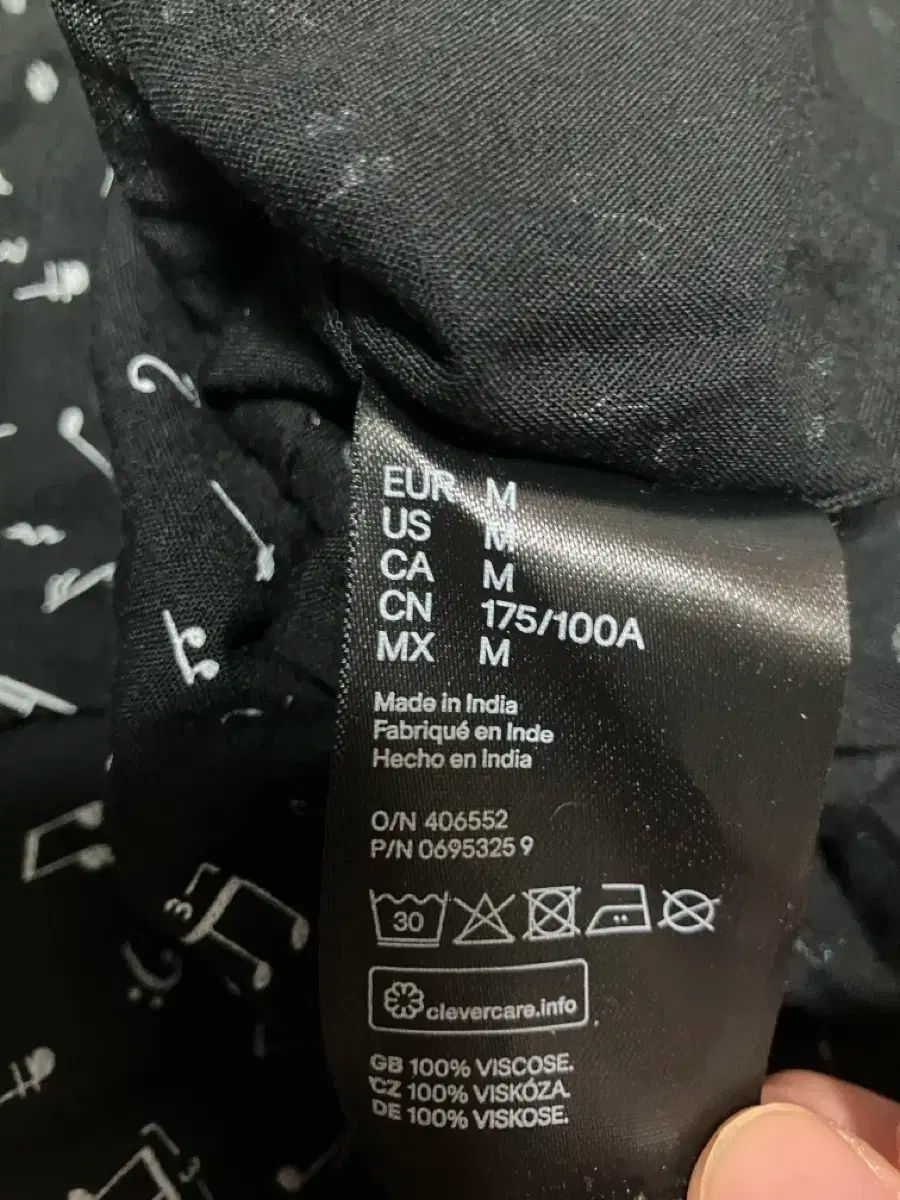 EUR M
US M
CA M
CN 175/100A
MX M
Made in India
Fabriqué en Inde
Hecho en India
O/N 406552
P/N 0695325 9
30
clevercare.info
GB 100% VISCOSE.
CZ 100% VISKÓZA.
DE 100% VISKOSE.